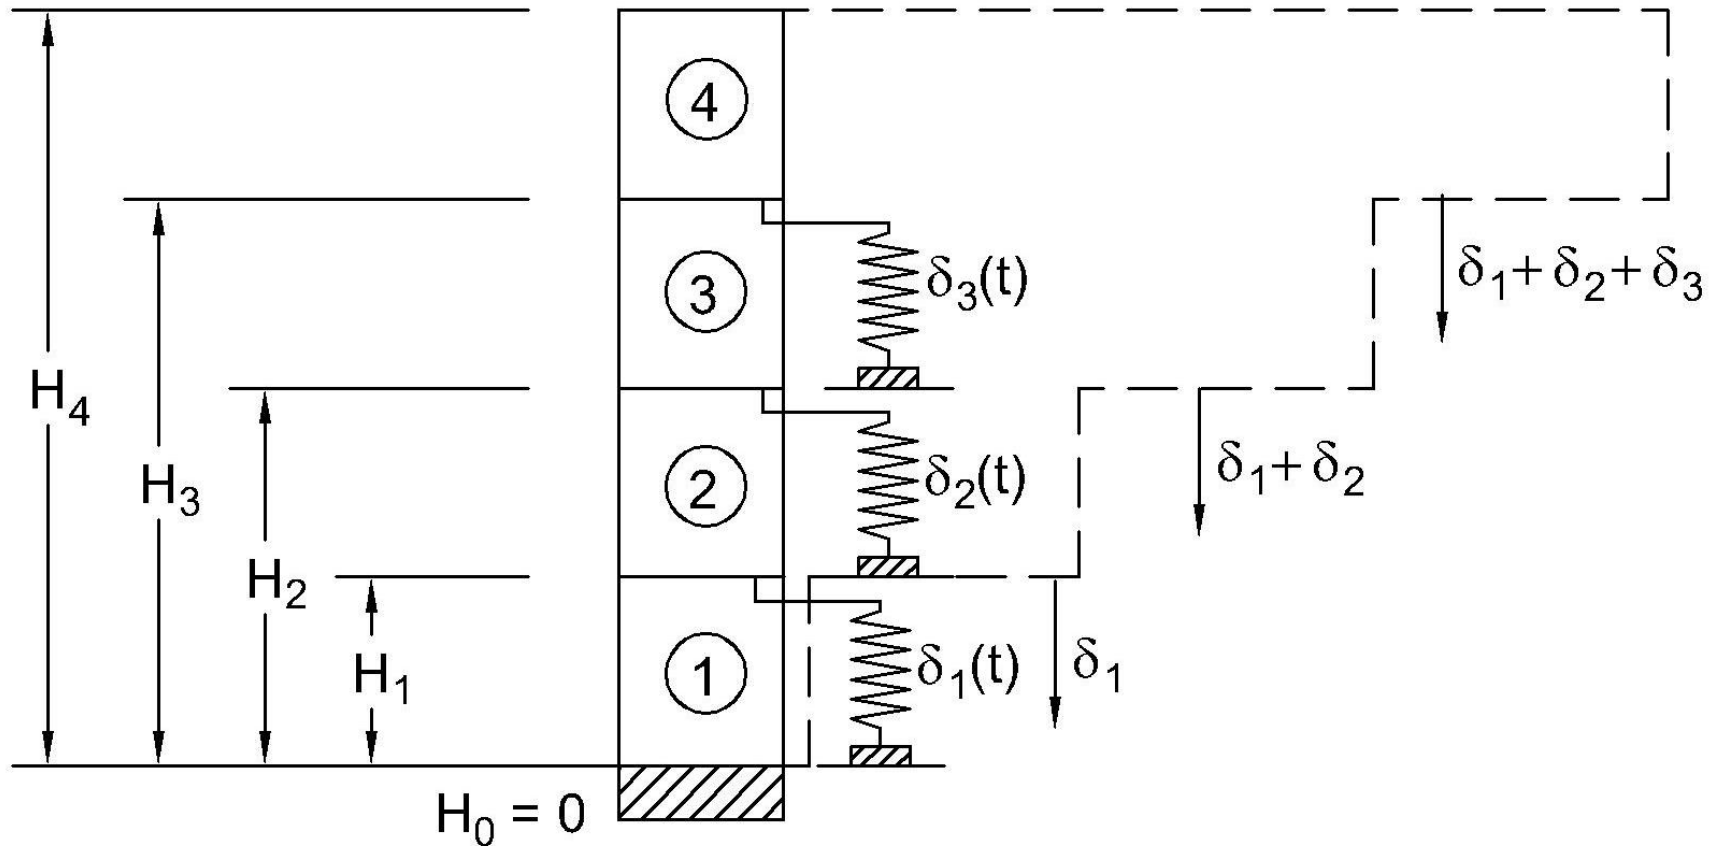 4
3
δ3(t)
δ1+ δ2+ δ3
H4
H3
2
δ2(t)
δ1+ δ2
H2
H1
1
δ1(t)
δ1
H0 = 0